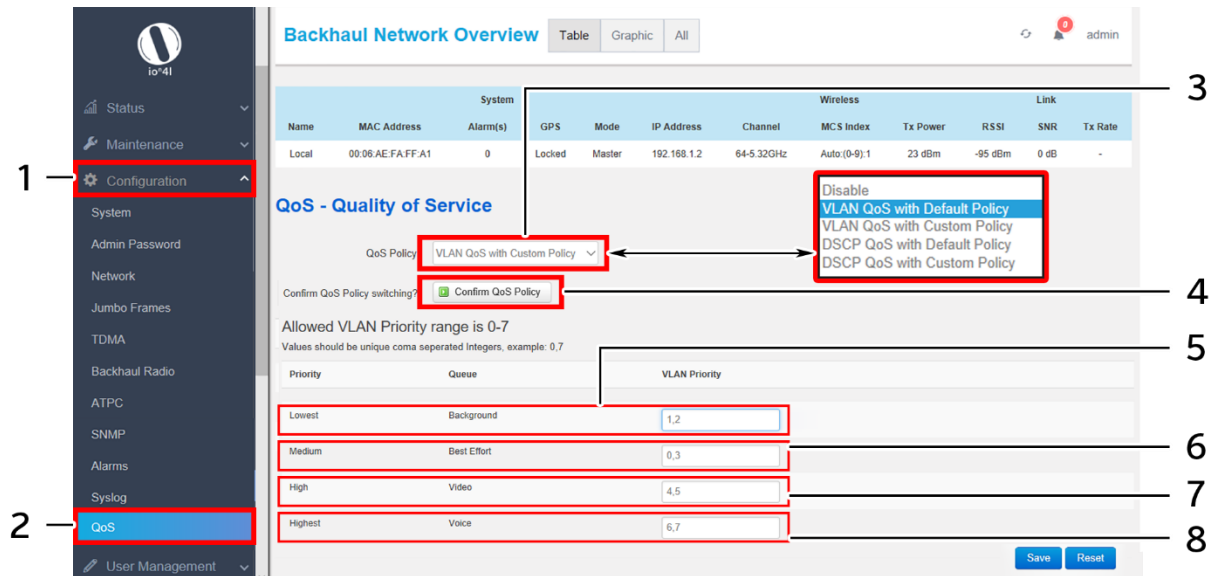 io®4l
Status
Maintenance
Configuration
System
Admin Password
Network
Jumbo Frames
TDMA
Backhaul Radio
ATPC
SNMP
Alarms
Syslog
QoS
User Management
1
2
Backhaul Network Overview Table Graphic All 0 admin
System Wireless Link
Name MAC Address Alarm(s) GPS Mode IP Address Channel MCS Index Tx Power RSSI SNR Tx Rate
Local 00:06:AE:FA:FF:A1 0 Locked Master 192.168.1.2 64-5.32GHz Auto:(0-9):1 23 dBm -95 dBm 0 dB -
QoS - Quality of Service
QoS Policy VLAN QoS with Custom Policy
Disable
VLAN QoS with Default Policy
VLAN QoS with Custom Policy
DSCP QoS with Default Policy
DSCP QoS with Custom Policy
Confirm QoS Policy switching? Confirm QoS Policy
Allowed VLAN Priority range is 0-7
Values should be unique coma seperated Integers, example: 0,7
Priority Queue VLAN Priority
Lowest Background 1,2
Medium Best Effort 0,3
High Video 4,5
Highest Voice 6,7
Save Reset
3
4
5
6
7
8